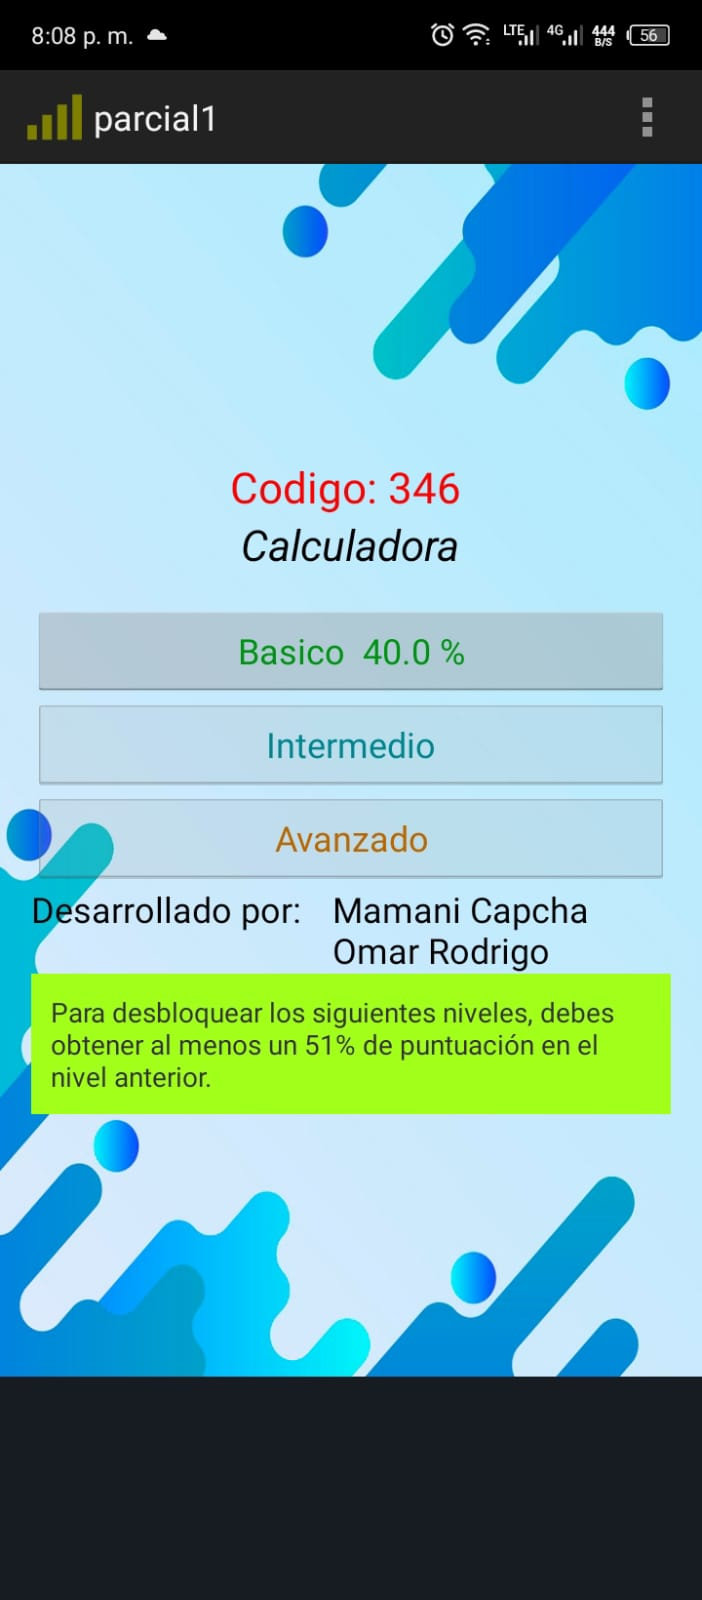 8:08 p. m.
LTE 4G 444 B/S 56
parcial1
Codigo: 346
Calculadora
Basico 40.0 %
Intermedio
Avanzado
Desarrollado por: Mamani Capcha
Omar Rodrigo
Para desbloquear los siguientes niveles, debes
obtener al menos un 51% de puntuación en el
nivel anterior.